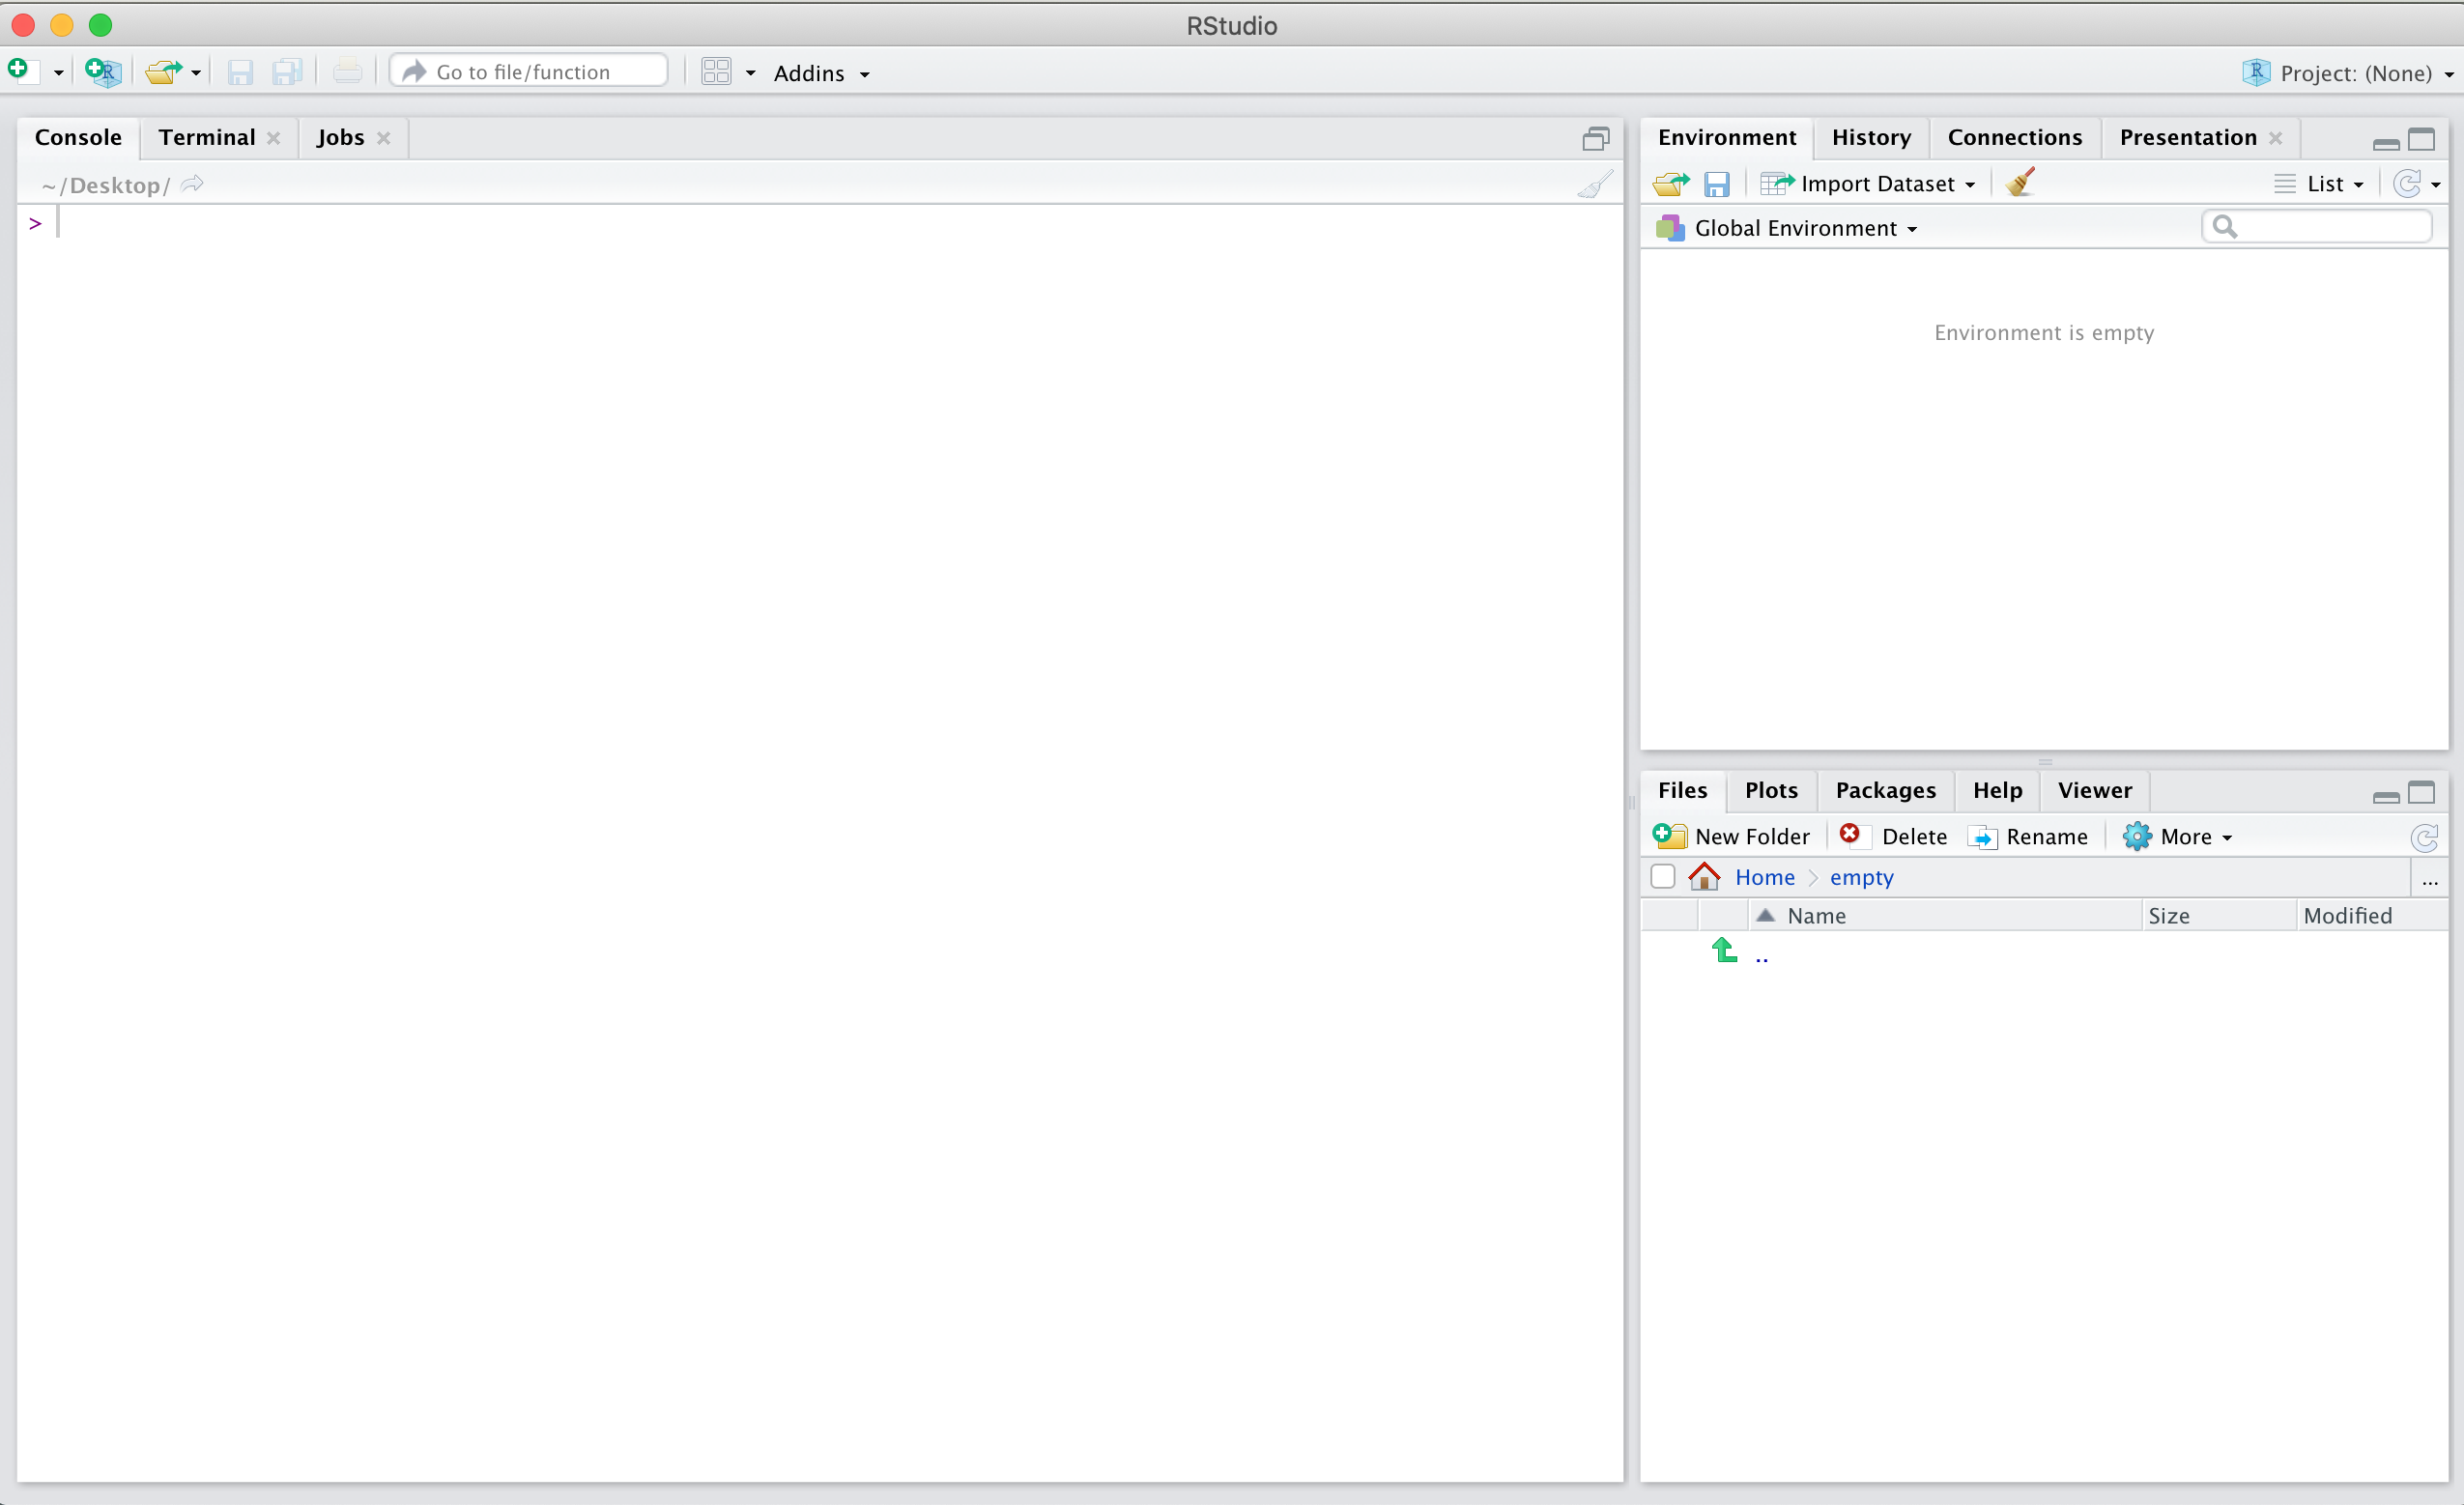 RStudio
Go to file/function Addins Project: (None)
Console Terminal Jobs
~/Desktop/
>
Environment History Connections Presentation
Import Dataset List
Global Environment
Environment is empty
Files Plots Packages Help Viewer
New Folder Delete Rename More
Home empty ...
Name Size Modified
..